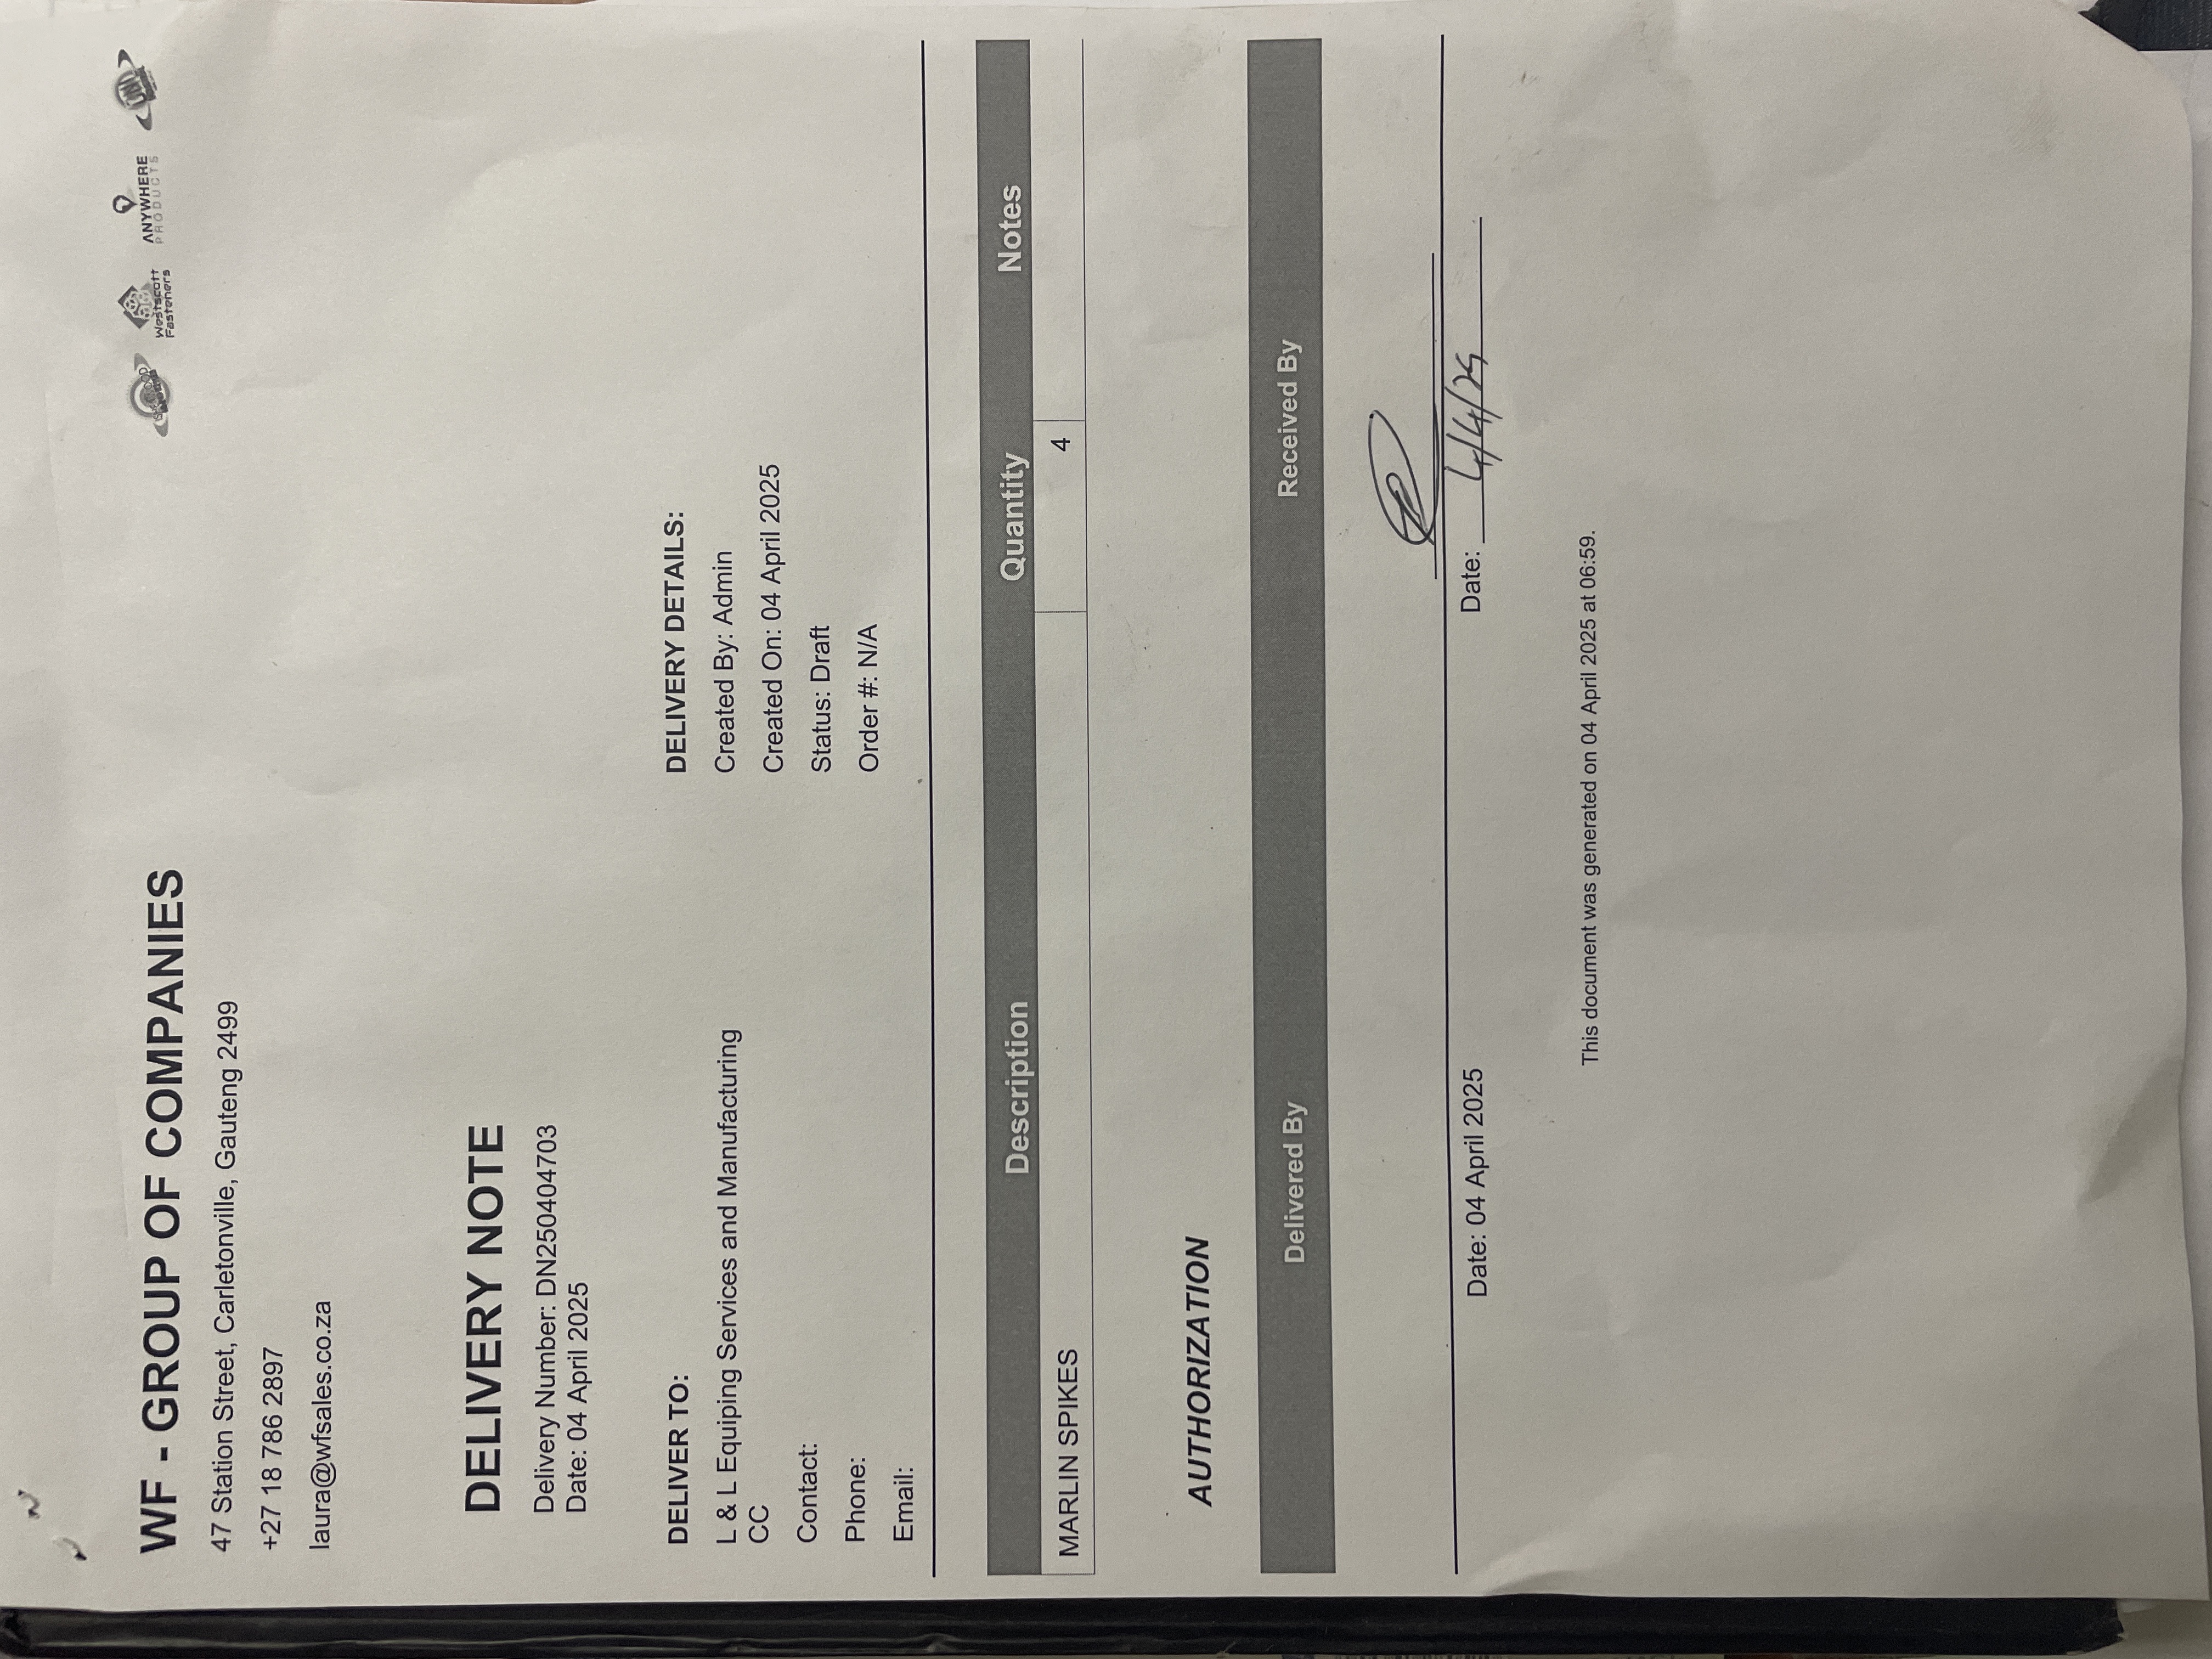 WF - GROUP OF COMPANIES
Westscott
Fasteners
ANYWHERE
PRODUCTS
47 Station Street, Carletonville, Gauteng 2499
+27 18 786 2897
laura@wfsales.co.za
DELIVERY NOTE
Delivery Number: DN250404703
Date: 04 April 2025
DELIVER TO:
L & L Equiping Services and Manufacturing
CC
Contact:
Phone:
Email:
DELIVERY DETAILS:
Created By: Admin
Created On: 04 April 2025
Status: Draft
Order #: N/A
Description Quantity Notes
MARLIN SPIKES 4
AUTHORIZATION
Delivered By Received By
Date: 04 April 2025 Date: 4/4/25
This document was generated on 04 April 2025 at 06:59.